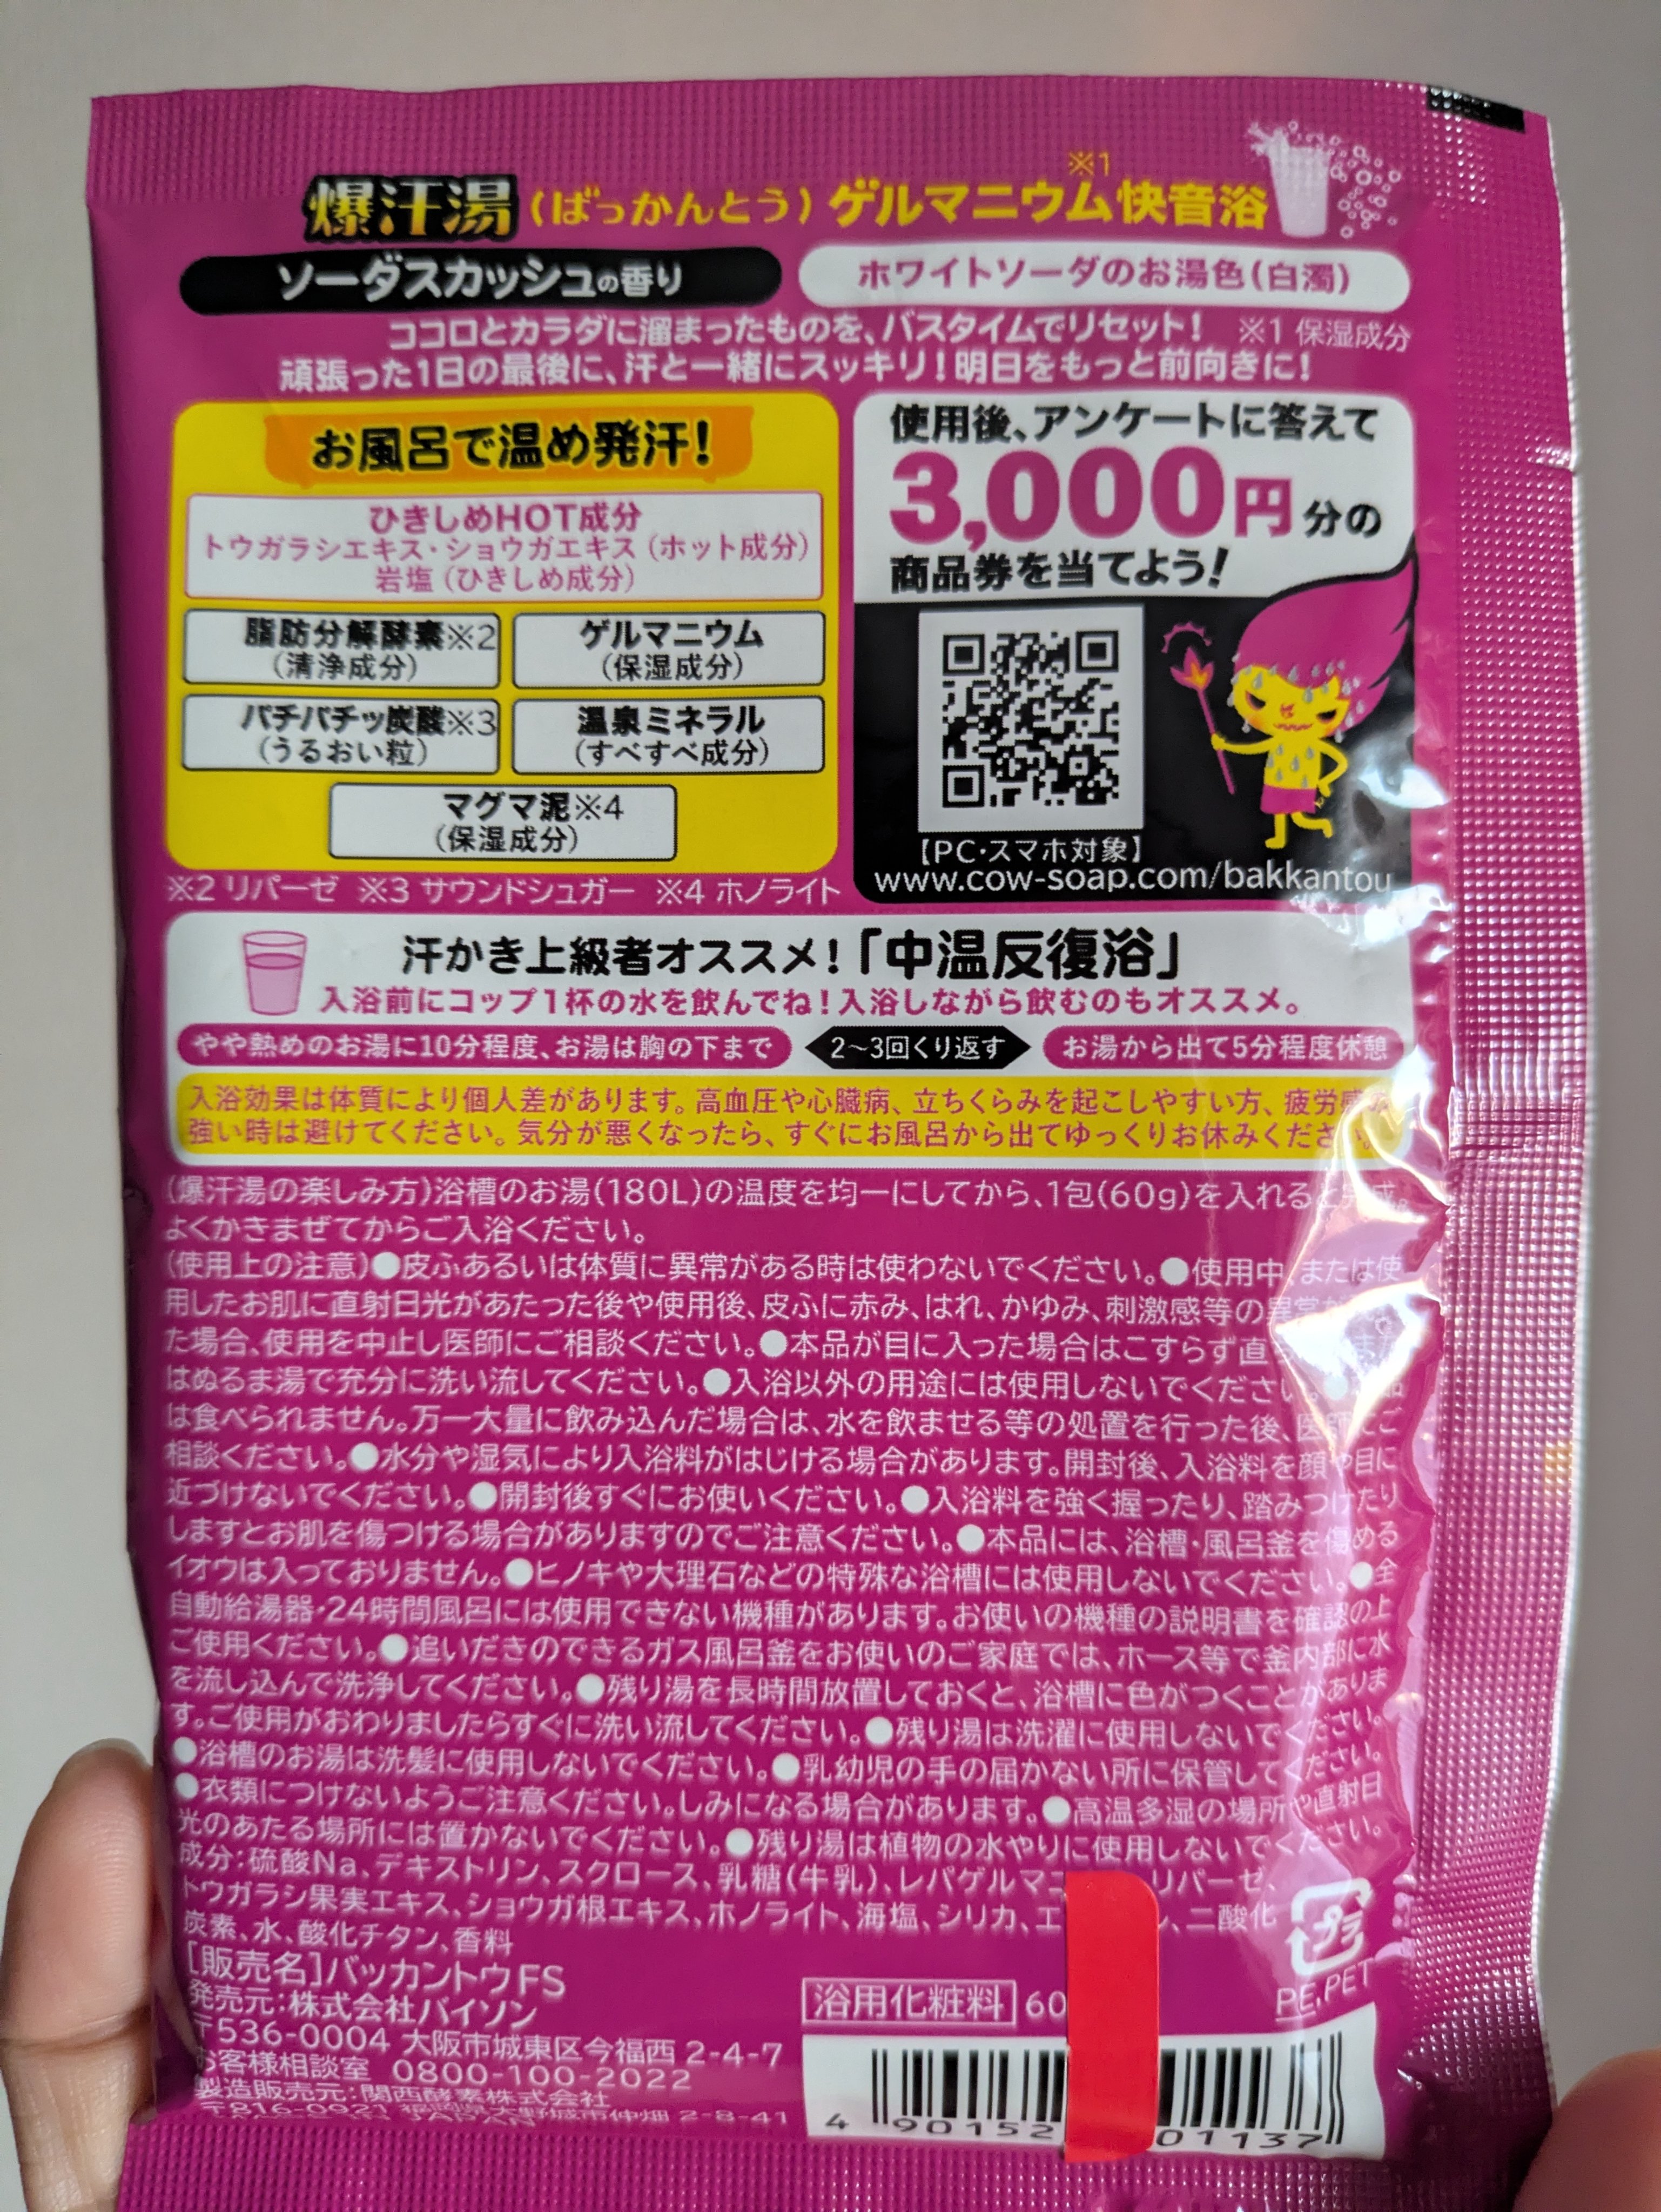 爆汗湯(ばっかんとう)ゲルマニウム※1快音浴
ソーダスカッシュの香り
ホワイトソーダのお湯色(白濁)
ココロとカラダに溜まったものを、バスタイムでリセット! ※1 保湿成分
頑張った1日の最後に、汗と一緒にスッキリ!明日をもっと前向きに!
お風呂で温め発汗!
ひきしめHOT成分
トウガラシエキス・ショウガエキス(ホット成分)
岩塩(ひきしめ成分)
脂肪分解酵素※2
(清浄成分)
ゲルマニウム
(保湿成分)
パチパチッ炭酸※3
(うるおい粒)
温泉ミネラル
(すべすべ成分)
マグマ泥※4
(保湿成分)
※2 リパーゼ ※3 サウンドシュガー ※4 ホノライト
使用後、アンケートに答えて
3,000円分の
商品券を当てよう!
【PC・スマホ対象】
www.cow-soap.com/bakkantou
汗かき上級者オススメ!「中温反復浴」
入浴前にコップ1杯の水を飲んでね!入浴しながら飲むのもオススメ。
やや熱めのお湯に10分程度、お湯は胸の下まで
2〜3回くり返す
お湯から出て5分程度休憩
入浴効果は体質により個人差があります。高血圧や心臓病、立ちくらみを起こしやすい方、疲労感の
強い時は避けてください。気分が悪くなったら、すぐにお風呂から出てゆっくりお休みくださ
(爆汗湯の楽しみ方)浴槽のお湯(180L)の温度を均一にしてから、1包(60g)を入れると
よくかきまぜてからご入浴ください。
(使用上の注意)●皮ふあるいは体質に異常がある時は使わないでください。●使用中、または使
用したお肌に直射日光があたった後や使用後、皮ふに赤み、はれ、かゆみ、刺激感等の異常
た場合、使用を中止し医師にご相談ください。●本品が目に入った場合はこすらず直
はぬるま湯で充分に洗い流してください。●入浴以外の用途には使用しないでください。
は食べられません。万一大量に飲み込んだ場合は、水を飲ませる等の処置を行った後、医師にご
相談ください。●水分や湿気により入浴料がはじける場合があります。開封後、入浴料を顔や目に
近づけないでください。●開封後すぐにお使いください。●入浴料を強く握ったり、踏みつけたり
しますとお肌を傷つける場合がありますのでご注意ください。●本品には、浴槽・風呂釜を傷める
イオウは入っておりません。●ヒノキや大理石などの特殊な浴槽には使用しないでください。●全
自動給湯器・24時間風呂には使用できない機種があります。お使いの機種の説明書を確認の上
ご使用ください。●追いだきのできるガス風呂釜をお使いのご家庭では、ホース等で釜内部に水
を流し込んで洗浄してください。●残り湯を長時間放置しておくと、浴槽に色がつくことがありま
す。ご使用がおわりましたらすぐに洗い流してください。●残り湯は洗濯に使用しないでください。
●浴槽のお湯は洗髪に使用しないでください。●乳幼児の手の届かない所に保管してください。
●衣類につけないようご注意ください。しみになる場合があります。●高温多湿の場所や直射日
光のあたる場所には置かないでください。●残り湯は植物の水やりに使用しないでください。
成分:硫酸Na、デキストリン、スクロース、乳糖(牛乳)、レパゲルマニ リパーゼ、
トウガラシ果実エキス、ショウガ根エキス、ホノライト、海塩、シリカ、エ ル、二酸化
炭素、水、酸化チタン、香料
[販売名]バッカントウFS
発売元:株式会社バイソン
〒536-0004 大阪市城東区今福西 2-4-7
お客様相談室 0800-100-2022
製造販売元:関西酵素株式会社
〒816-0921 福岡県大野城市仲畑 2-8-41
浴用化粧料 60
プラ
PE,PET
4 90152 01137